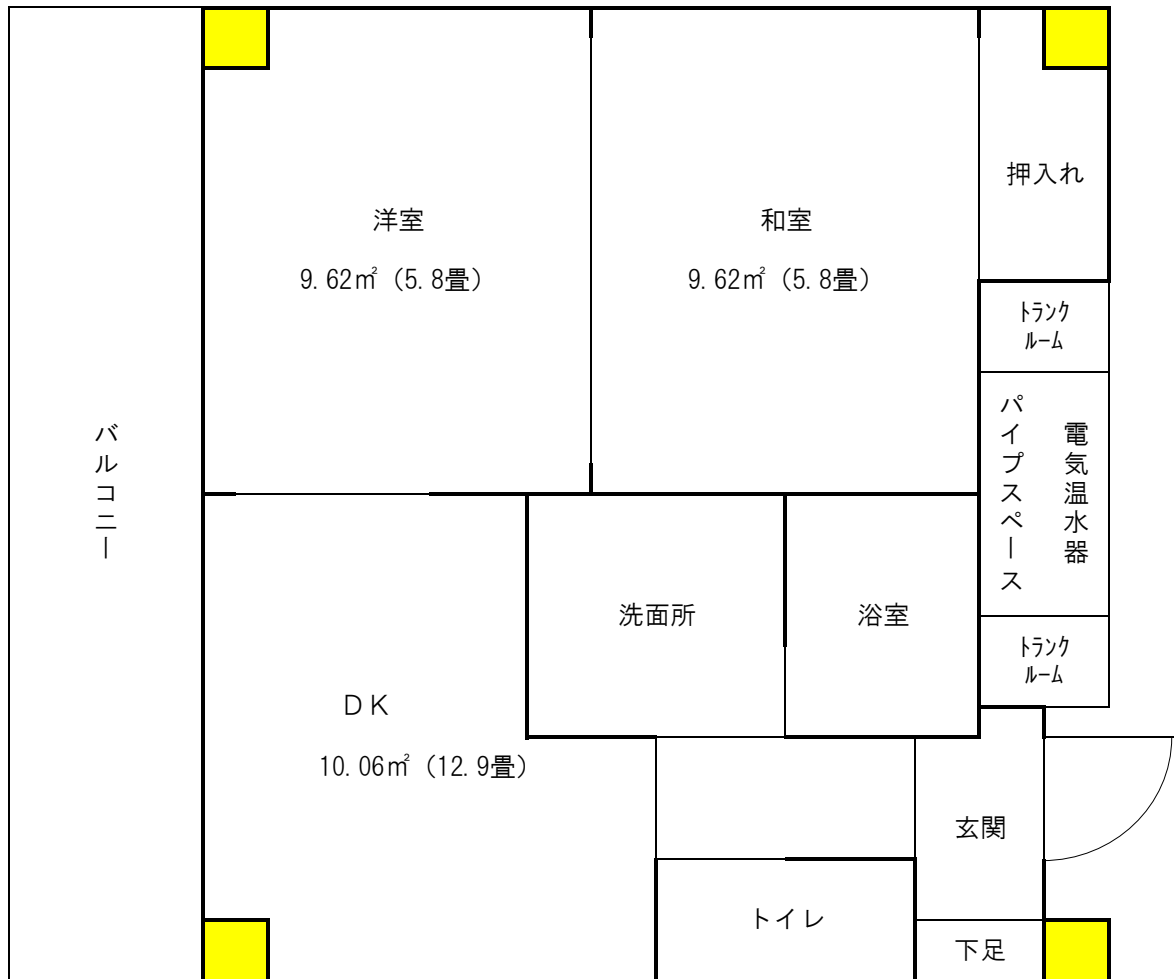 押入れ
洋室
9.62㎡（5.8畳）
和室
9.62㎡（5.8畳）
ﾄﾗﾝｸ
ﾙｰﾑ
バルコニー
パイプスペース
電気温水器
洗面所
浴室
ﾄﾗﾝｸ
ﾙｰﾑ
ＤＫ
10.06㎡（12.9畳）
玄関
トイレ
下足